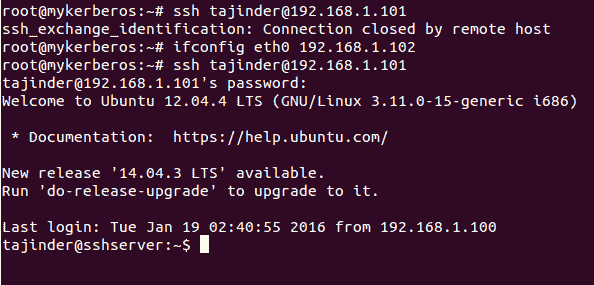 root@mykerberos:~# ssh tajinder@192.168.1.101
ssh_exchange_identification: Connection closed by remote host
root@mykerberos:~# ifconfig eth0 192.168.1.102
root@mykerberos:~# ssh tajinder@192.168.1.101
tajinder@192.168.1.101's password:
Welcome to Ubuntu 12.04.4 LTS (GNU/Linux 3.11.0-15-generic i686)
* Documentation:  https://help.ubuntu.com/
New release '14.04.3 LTS' available.
Run 'do-release-upgrade' to upgrade to it.
Last login: Tue Jan 19 02:40:55 2016 from 192.168.1.100
tajinder@sshserver:~$